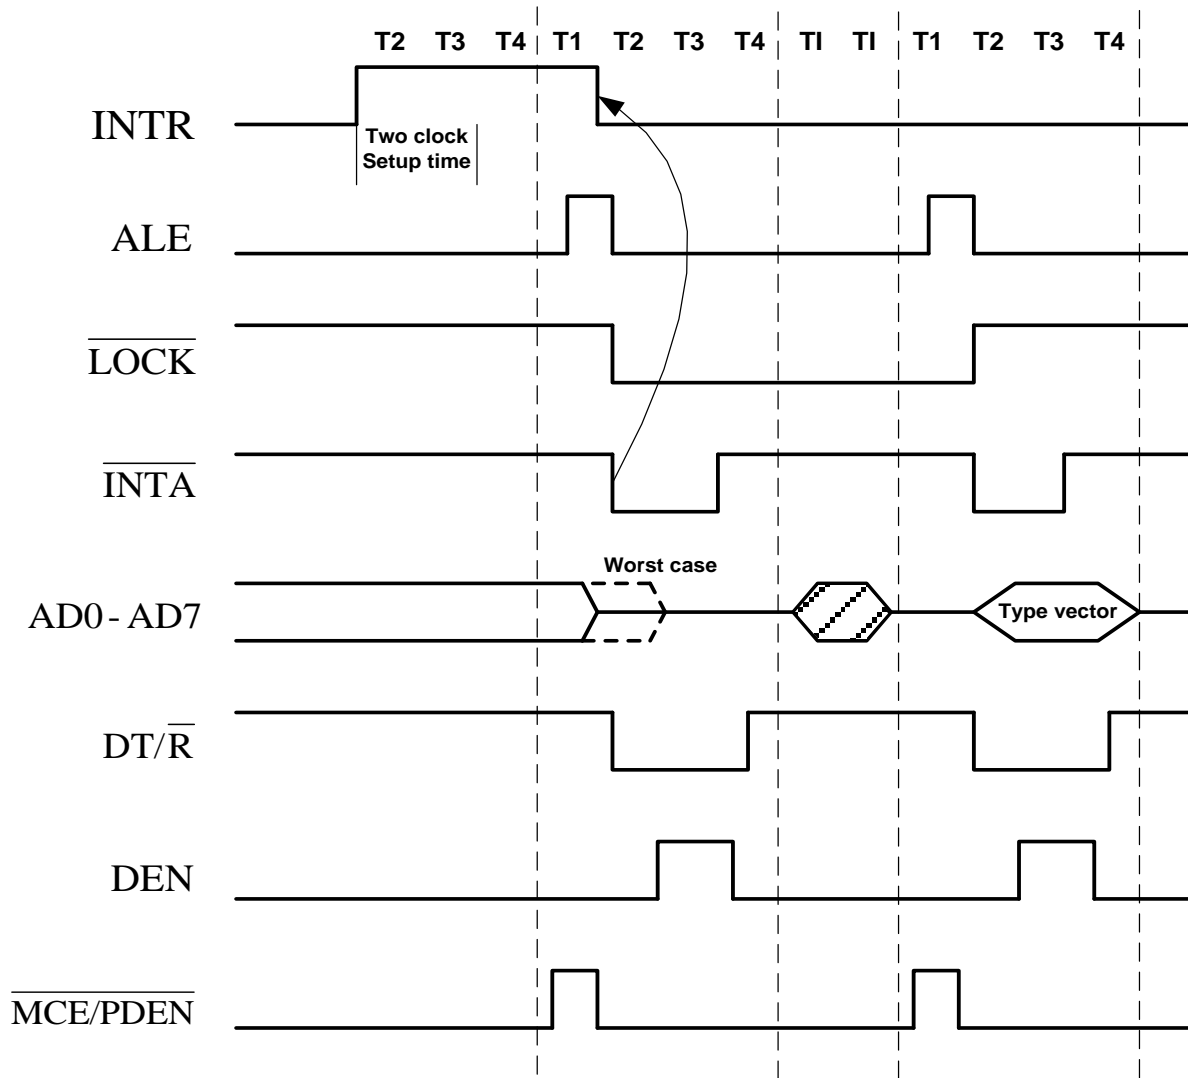 T2 T3 T4 T1 T2 T3 T4 TI TI T1 T2 T3 T4
INTR
Two clock
Setup time
ALE
LOCK
INTA
Worst case
AD0 - AD7
Type vector
DT/R
DEN
MCE/PDEN